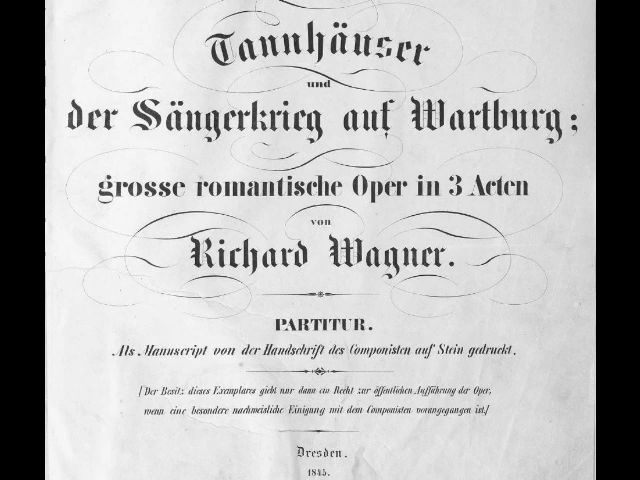 Tannhäuser
und
der Sängerkrieg auf Wartburg;
grosse romantische Oper in 3 Acten
von
Richard Wagner.
PARTITUR.
Als Manuscript von der Handschrift des Componisten auf Stein gedruckt.
[Der Besitz dieses Exemplares giebt nur dann ein Recht zur öffentlichen Aufführung der Oper,
wenn eine besondere nachweisliche Einigung mit dem Componisten vorangegangen ist.]
Dresden.
1845.